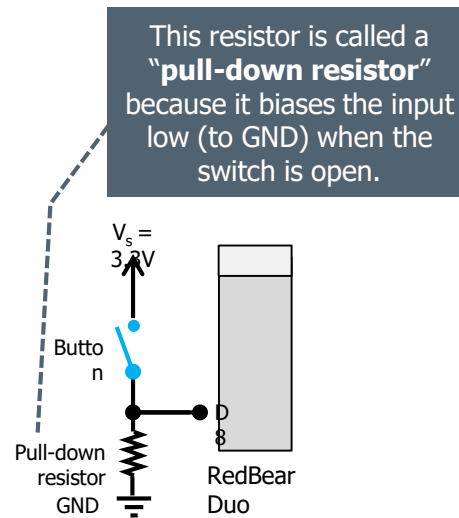 This resistor is called a
“pull-down resistor”
because it biases the input
low (to GND) when the
switch is open.
Vs =
3.3V
Butto
n
D
8
Pull-down
resistor
GND
RedBear
Duo